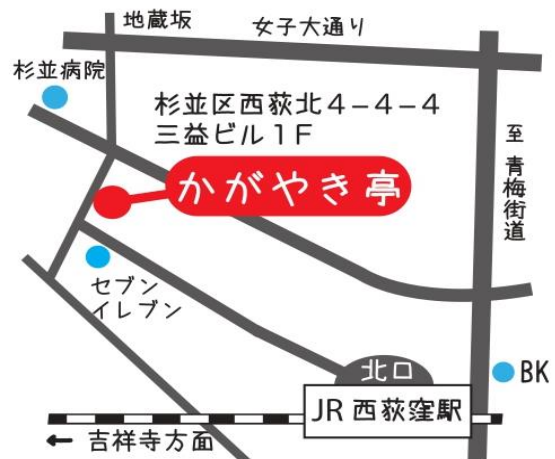 地蔵坂
女子大通り
杉並病院
杉並区西荻北4-4-4
三益ビル1F
至 青梅街道
かがやき亭
セブン
イレブン
北口
BK
JR西荻窪駅
← 吉祥寺方面